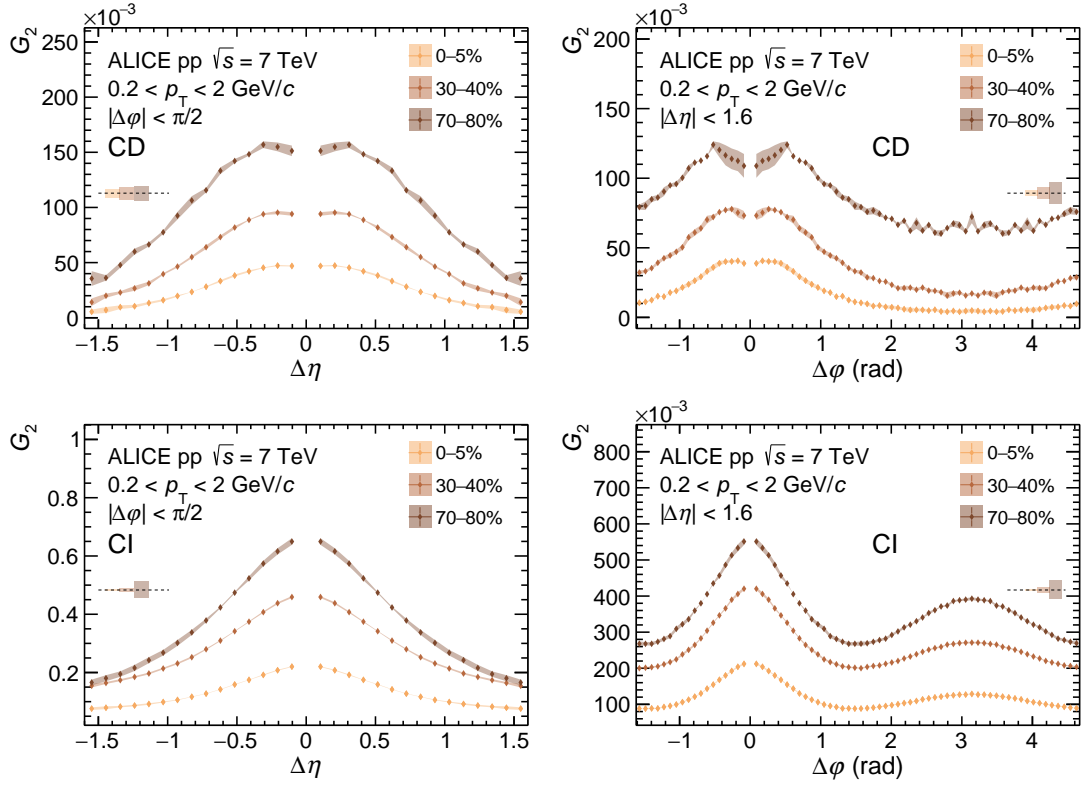 ×10⁻³
G₂
250
200
150
100
50
0
ALICE pp √s = 7 TeV
0.2 < p_T < 2 GeV/c
|Δφ| < π/2
CD
0–5%
30–40%
70–80%
−1.5 −1 −0.5 0 0.5 1 1.5
Δη
×10⁻³
G₂
200
150
100
50
0
ALICE pp √s = 7 TeV
0.2 < p_T < 2 GeV/c
|Δη| < 1.6
CD
0–5%
30–40%
70–80%
−1 0 1 2 3 4
Δφ (rad)
G₂
1
0.8
0.6
0.4
0.2
ALICE pp √s = 7 TeV
0.2 < p_T < 2 GeV/c
|Δφ| < π/2
CI
0–5%
30–40%
70–80%
−1.5 −1 −0.5 0 0.5 1 1.5
Δη
×10⁻³
G₂
800
700
600
500
400
300
200
100
ALICE pp √s = 7 TeV
0.2 < p_T < 2 GeV/c
|Δη| < 1.6
CI
0–5%
30–40%
70–80%
−1 0 1 2 3 4
Δφ (rad)